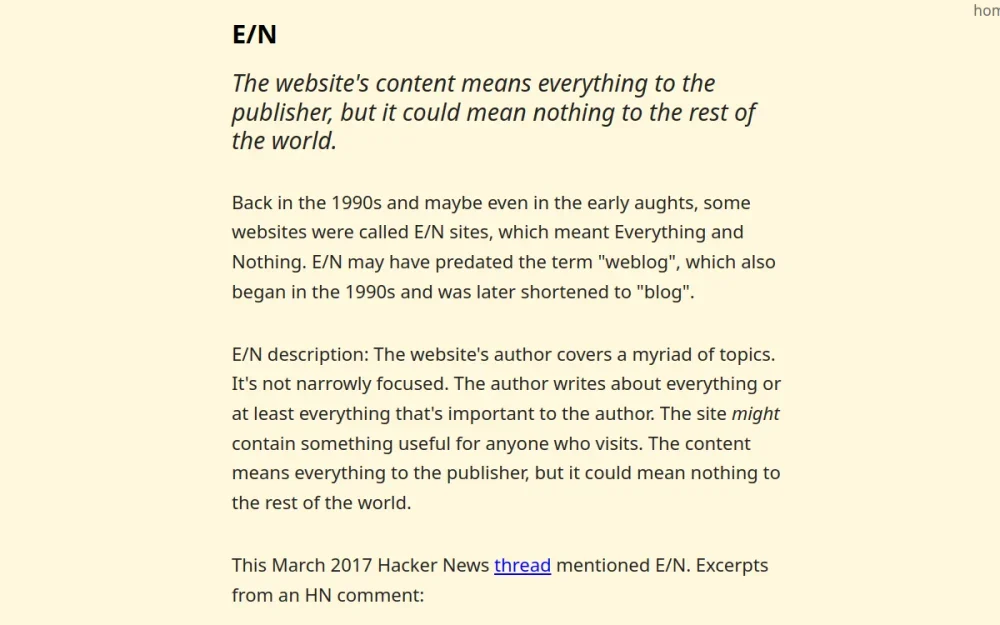 hom
E/N
The website's content means everything to the
publisher, but it could mean nothing to the rest of
the world.
Back in the 1990s and maybe even in the early aughts, some
websites were called E/N sites, which meant Everything and
Nothing. E/N may have predated the term "weblog", which also
began in the 1990s and was later shortened to "blog".
E/N description: The website's author covers a myriad of topics.
It's not narrowly focused. The author writes about everything or
at least everything that's important to the author. The site might
contain something useful for anyone who visits. The content
means everything to the publisher, but it could mean nothing to
the rest of the world.
This March 2017 Hacker News thread mentioned E/N. Excerpts
from an HN comment: